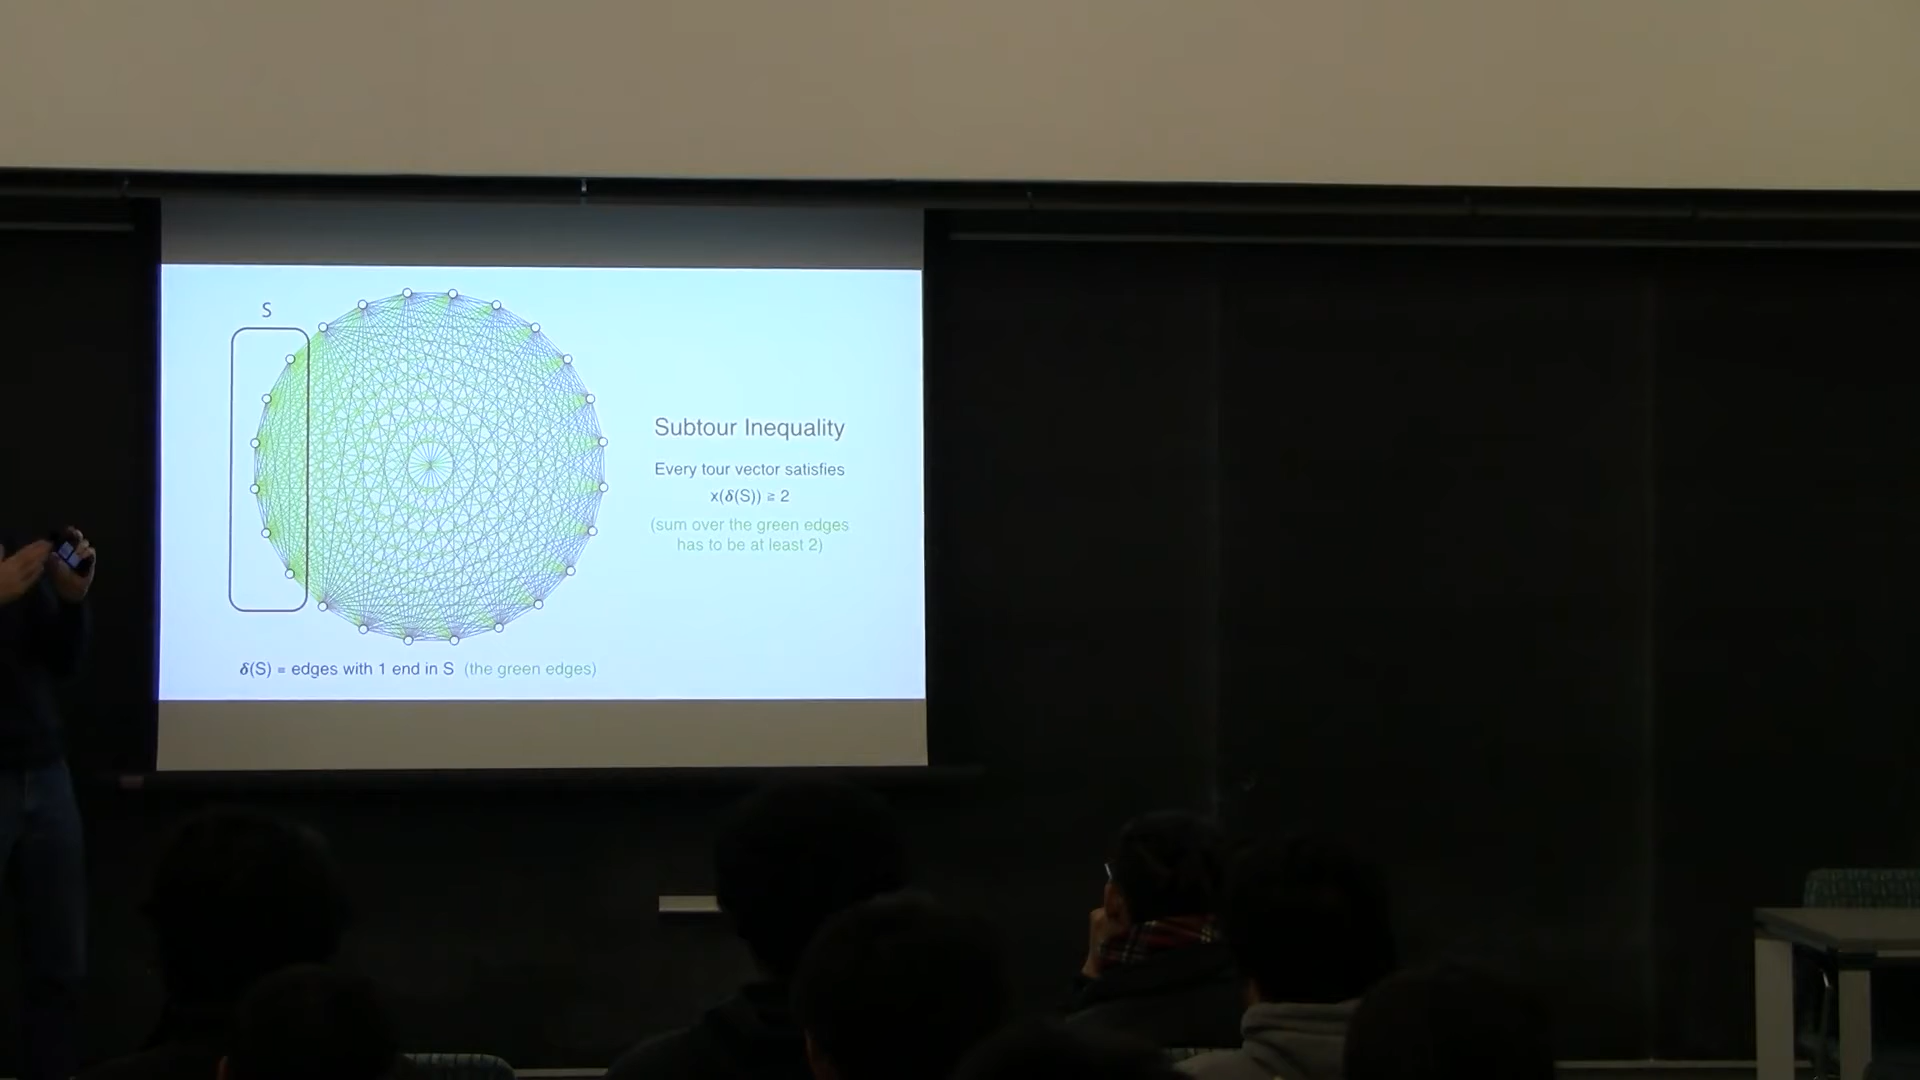 S
Subtour Inequality
Every tour vector satisfies
x(δ(S)) ≥ 2
(sum over the green edges
has to be at least 2)
δ(S) = edges with 1 end in S (the green edges)